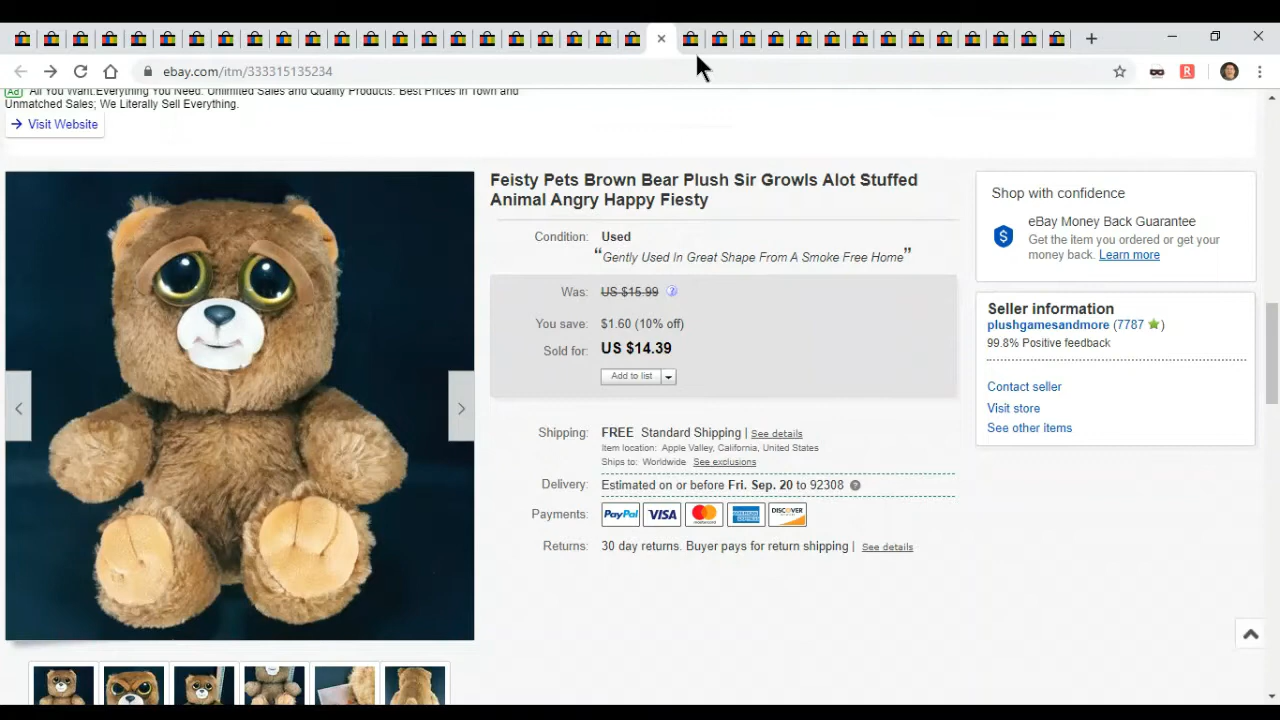 ebay.com/itm/333315135234
R
Ad All You Want.Everything You Need. Unlimited Sales and Quality Products. Best Prices in Town and
Unmatched Sales; We Literally Sell Everything.
→ Visit Website
Feisty Pets Brown Bear Plush Sir Growls Alot Stuffed
Animal Angry Happy Fiesty
Condition: Used
“Gently Used In Great Shape From A Smoke Free Home”
Was: US $15.99 ?
You save: $1.60 (10% off)
Sold for: US $14.39
Add to list
Shipping: FREE Standard Shipping | See details
Item location: Apple Valley, California, United States
Ships to: Worldwide See exclusions
Delivery: Estimated on or before Fri. Sep. 20 to 92308 ?
Payments: PayPal VISA MasterCard AMERICAN EXPRESS DISCOVER
Returns: 30 day returns. Buyer pays for return shipping | See details
Shop with confidence
$
eBay Money Back Guarantee
Get the item you ordered or get your
money back. Learn more
Seller information
plushgamesandmore (7787 ★)
99.8% Positive feedback
Contact seller
Visit store
See other items